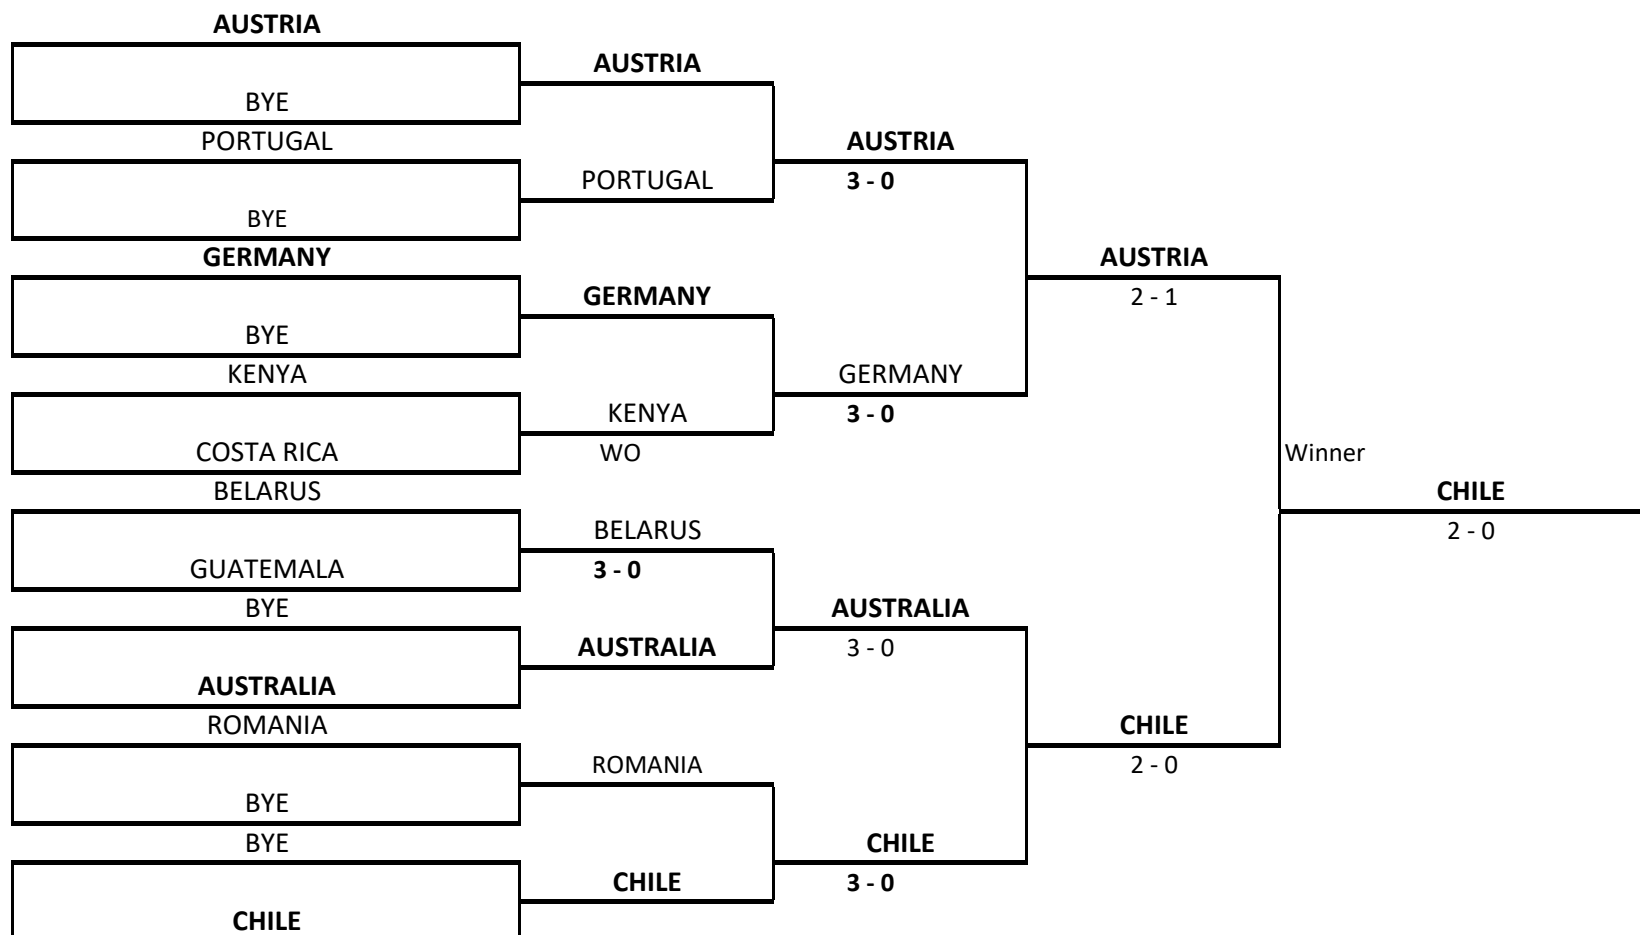 AUSTRIA
AUSTRIA
BYE
PORTUGAL
AUSTRIA
PORTUGAL
3 - 0
BYE
GERMANY
AUSTRIA
GERMANY
2 - 1
BYE
KENYA
GERMANY
KENYA
3 - 0
COSTA RICA
WO
Winner
BELARUS
CHILE
BELARUS
2 - 0
GUATEMALA
3 - 0
BYE
AUSTRALIA
AUSTRALIA
3 - 0
AUSTRALIA
ROMANIA
CHILE
ROMANIA
2 - 0
BYE
BYE
CHILE
CHILE
3 - 0
CHILE